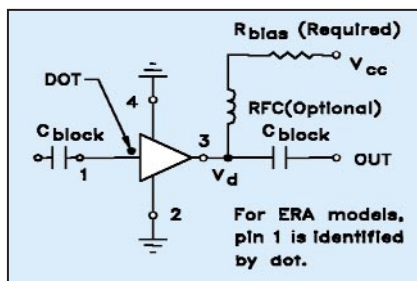 Rbias (Required)
Vcc
DOT
4
RFC(Optional)
Cblock
Cblock
3
1
Vd
OUT
2
For ERA models,
pin 1 is identified
by dot.